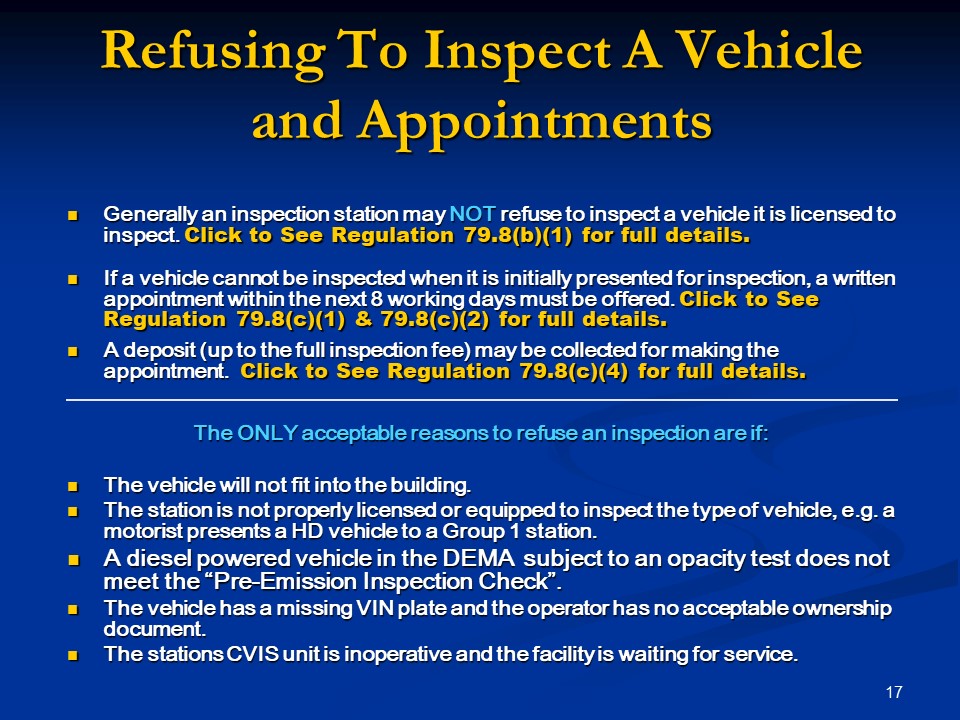 Refusing To Inspect A Vehicle
and Appointments
Generally an inspection station may NOT refuse to inspect a vehicle it is licensed to
inspect. Click to See Regulation 79.8(b)(1) for full details.
If a vehicle cannot be inspected when it is initially presented for inspection, a written
appointment within the next 8 working days must be offered. Click to See
Regulation 79.8(c)(1) & 79.8(c)(2) for full details.
A deposit (up to the full inspection fee) may be collected for making the
appointment. Click to See Regulation 79.8(c)(4) for full details.
The ONLY acceptable reasons to refuse an inspection are if:
The vehicle will not fit into the building.
The station is not properly licensed or equipped to inspect the type of vehicle, e.g. a
motorist presents a HD vehicle to a Group 1 station.
A diesel powered vehicle in the DEMA subject to an opacity test does not
meet the “Pre-Emission Inspection Check”.
The vehicle has a missing VIN plate and the operator has no acceptable ownership
document.
The stations CVIS unit is inoperative and the facility is waiting for service.
17